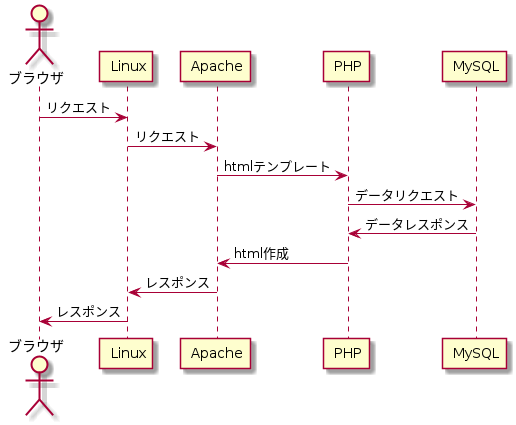 ブラウザ
Linux
Apache
PHP
MySQL
リクエスト
リクエスト
htmlテンプレート
データリクエスト
データレスポンス
html作成
レスポンス
レスポンス
ブラウザ
Linux
Apache
PHP
MySQL